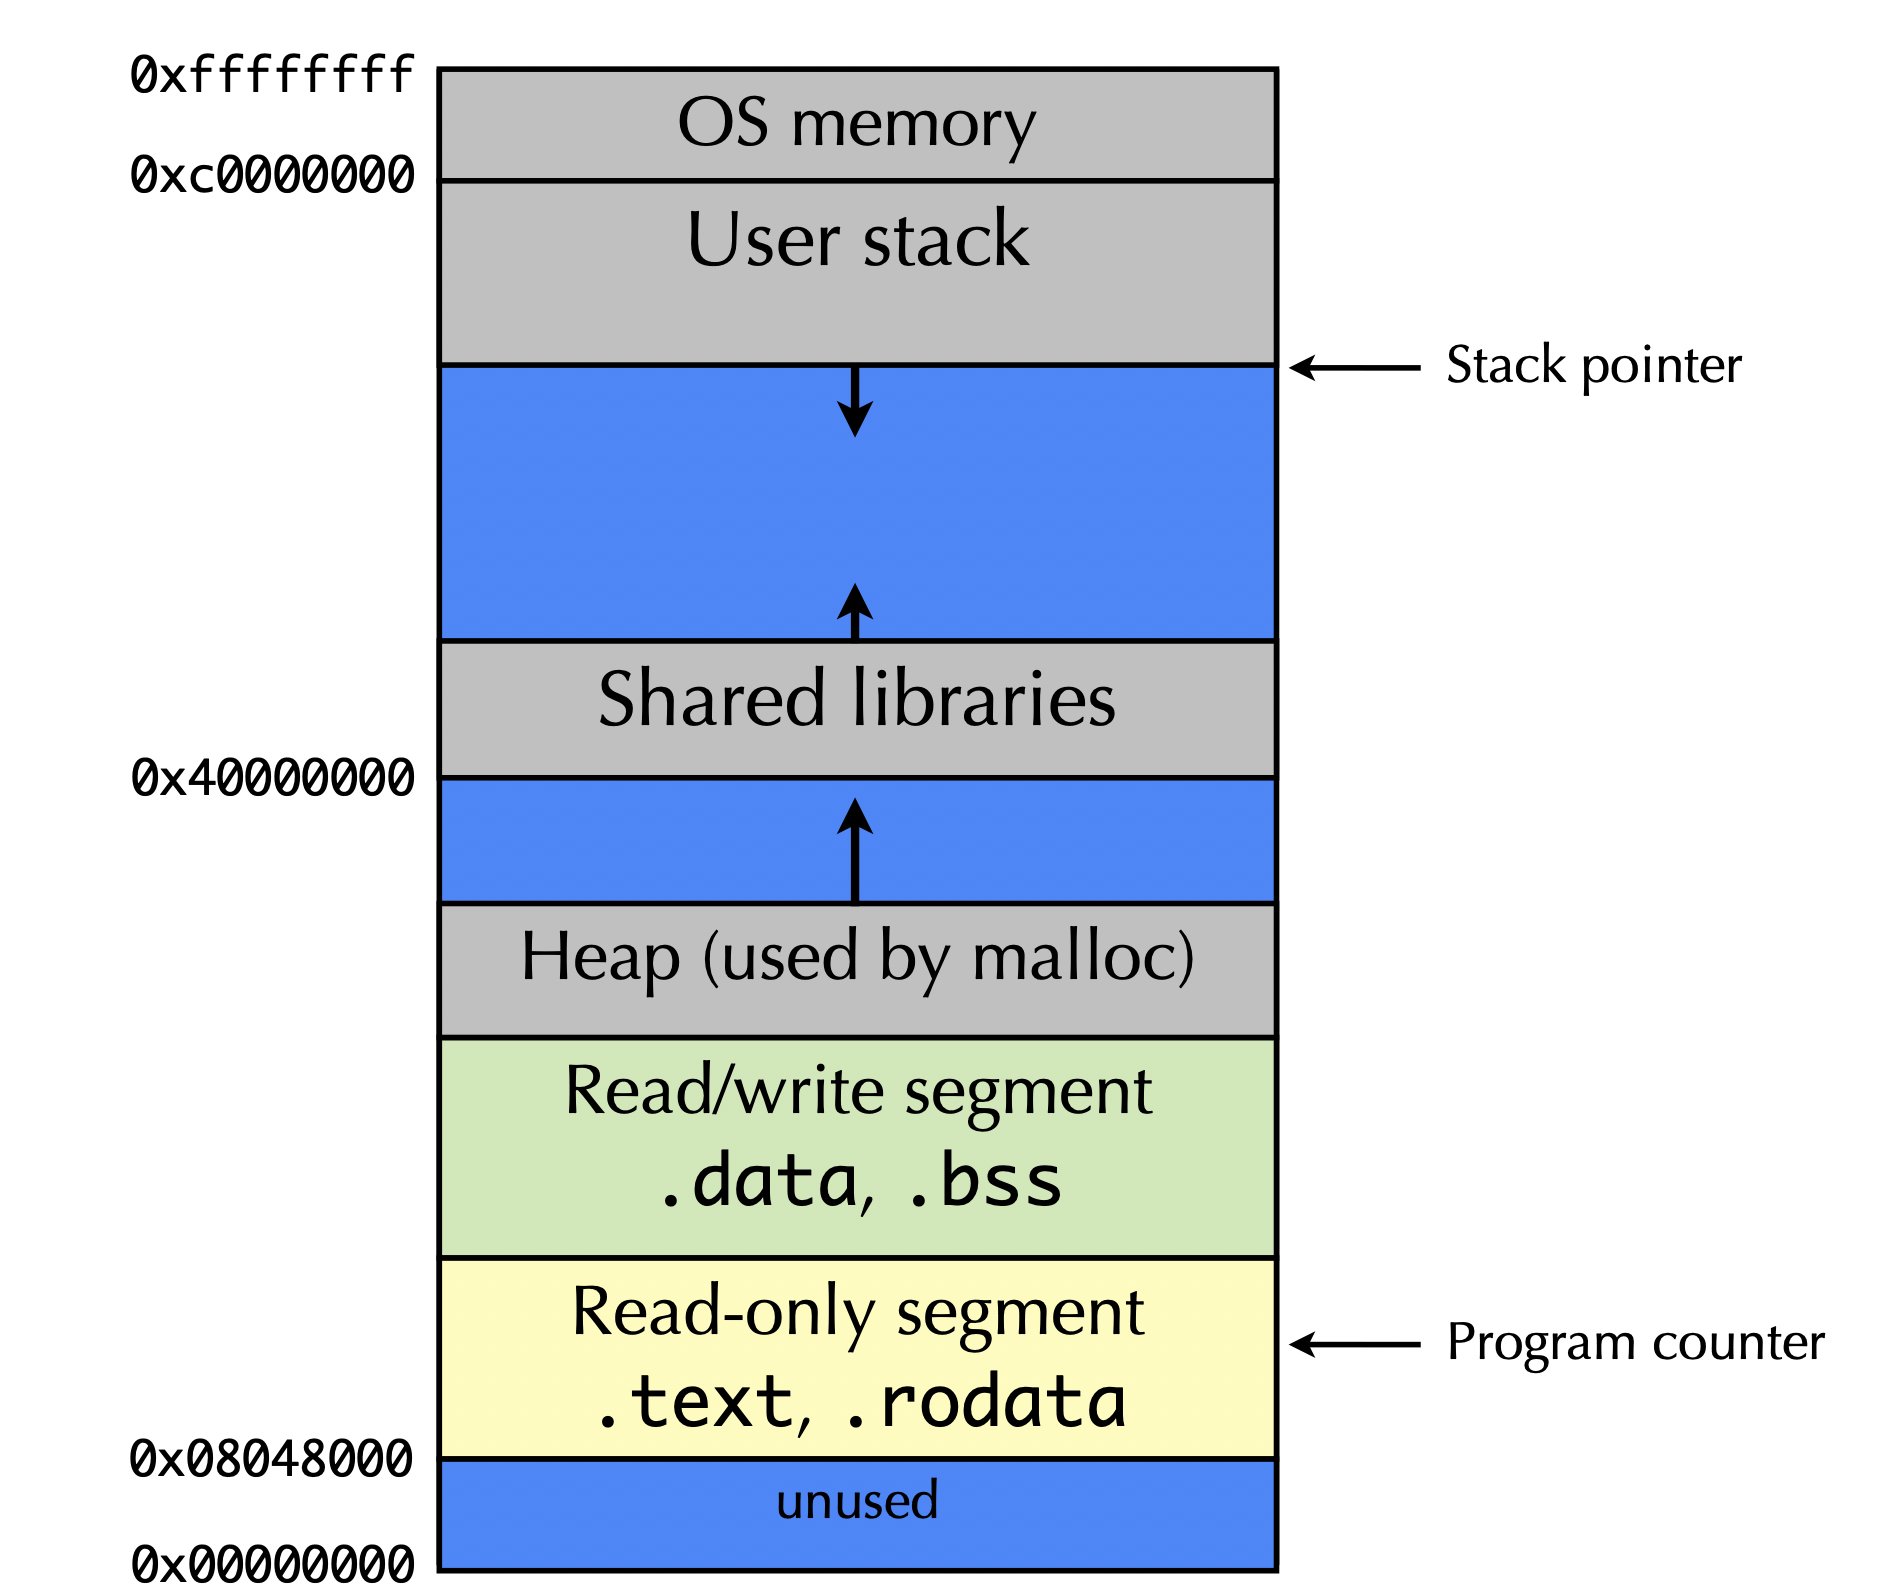 0xffffffff
OS memory
0xc0000000
User stack
Stack pointer
Shared libraries
0x40000000
Heap (used by malloc)
Read/write segment
.data, .bss
Read-only segment
Program counter
.text, .rodata
0x08048000
unused
0x00000000